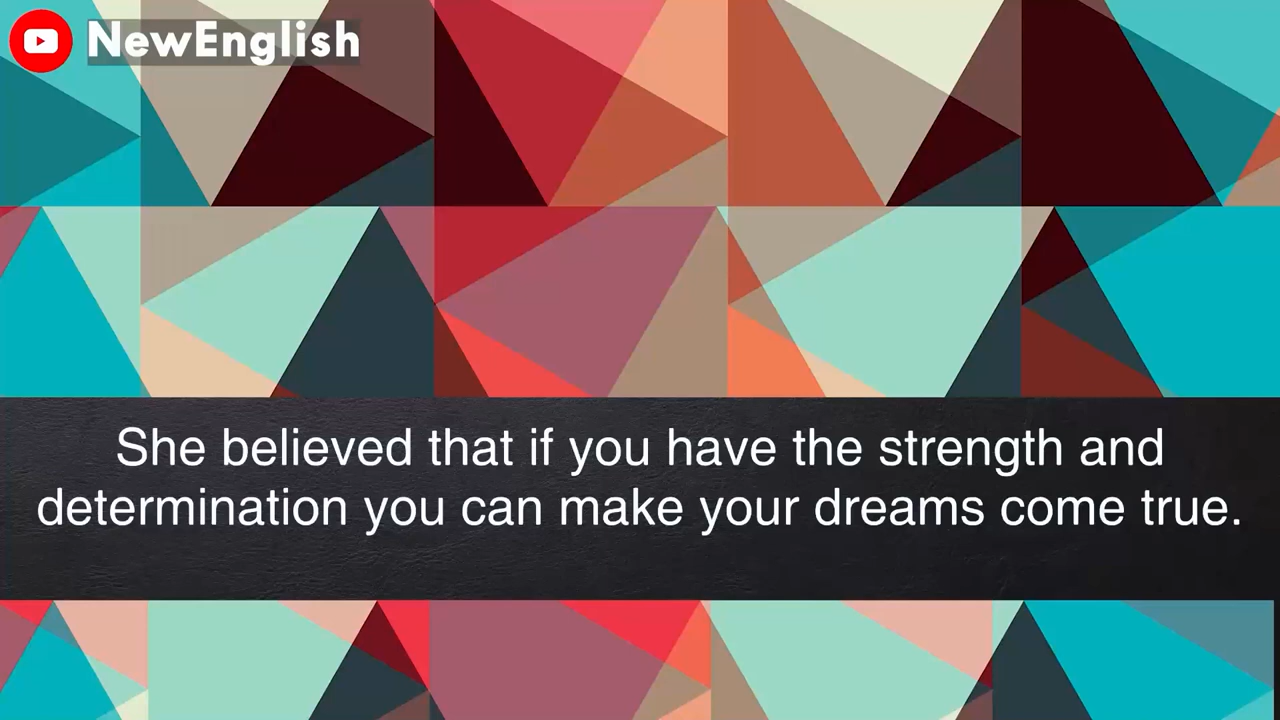 NewEnglish
She believed that if you have the strength and
determination you can make your dreams come true.